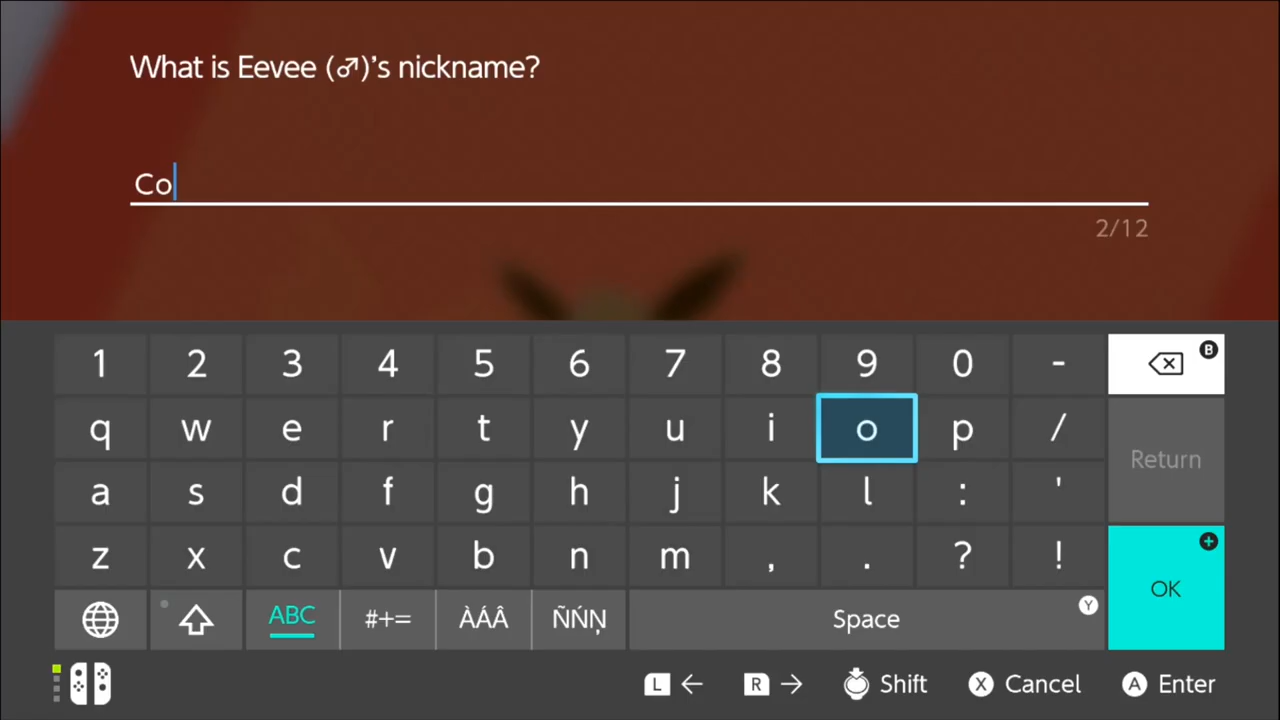 What is Eevee (♂)'s nickname?
Co
2/12
1 2 3 4 5 6 7 8 9 0 - B
q w e r t y u i o p /
Return
a s d f g h j k l : '
z x c v b n m , . ? ! +
OK
ABC #+= ÀÁÂ ÑŃŅ Space Y
L ← R → Shift X Cancel A Enter